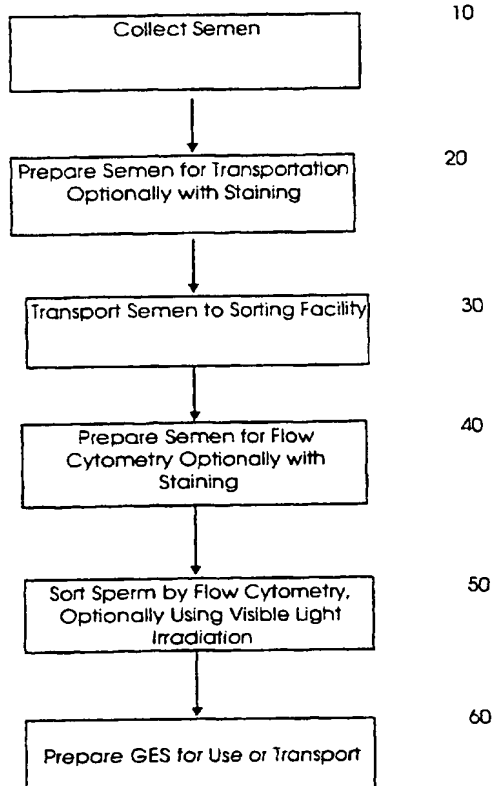 10
Collect Semen
20
Prepare Semen for Transportation
Optionally with Staining
30
Transport Semen to Sorting Facility
40
Prepare Semen for Flow
Cytometry Optionally with
Staining
50
Sort Sperm by Flow Cytometry,
Optionally Using Visible Light
Irradiation
60
Prepare GES for Use or Transport